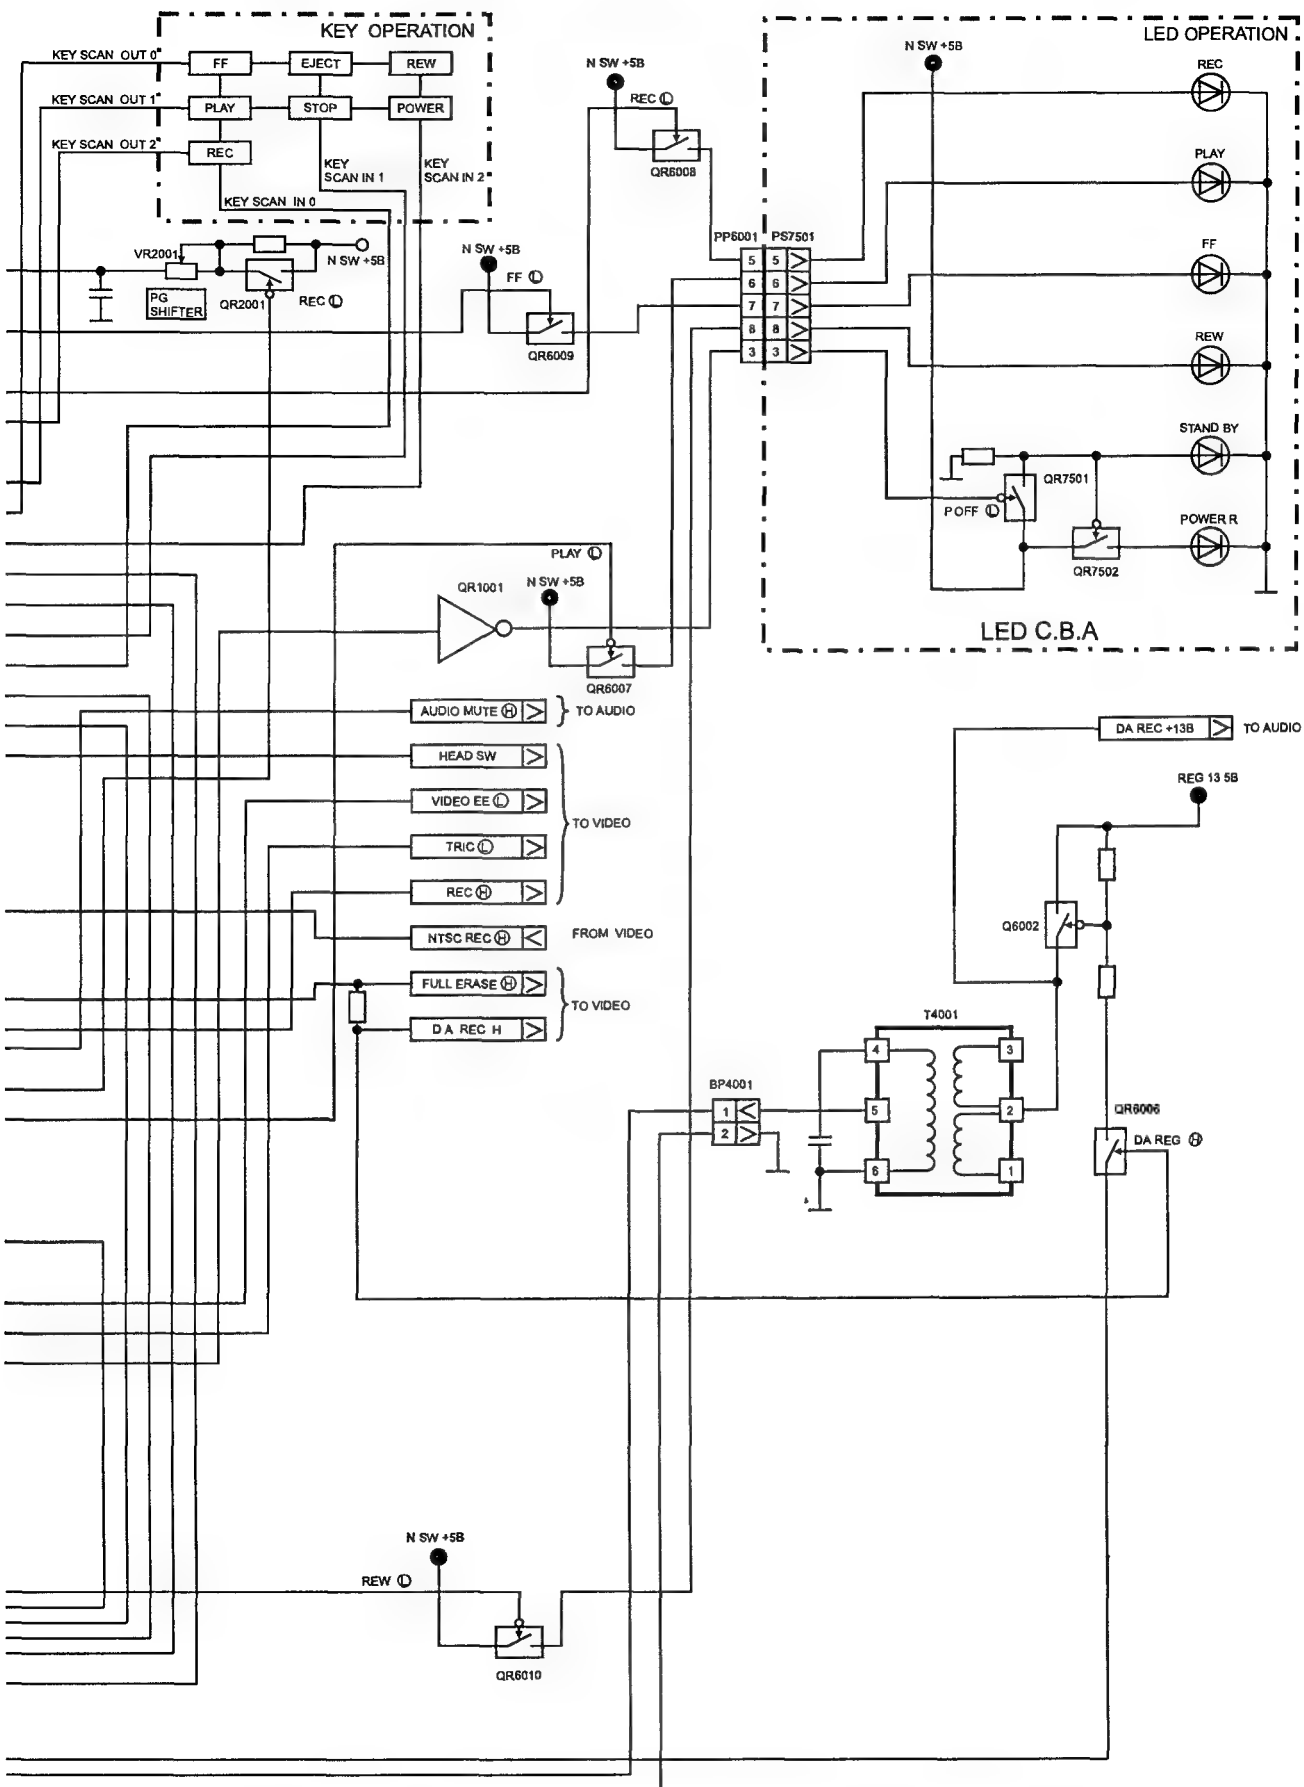 KEY OPERATION
KEY SCAN OUT 0
FF
EJECT
REW
KEY SCAN OUT 1
PLAY
STOP
POWER
KEY SCAN OUT 2
REC
KEY
SCAN IN 1
KEY
SCAN IN 2
KEY SCAN IN 0
VR2001
N SW +5B
PG
SHIFTER
QR2001
REC Ⓛ
N SW +5B
REC Ⓛ
QR6008
N SW +5B
FF Ⓛ
QR6009
PP6001
PS7501
5
5
6
6
7
7
8
8
3
3
LED OPERATION
N SW +5B
REC
PLAY
FF
REW
STAND BY
QR7501
P OFF Ⓛ
POWER R
QR7502
LED C.B.A
PLAY Ⓛ
QR1001
N SW +5B
QR6007
AUDIO MUTE Ⓗ
TO AUDIO
HEAD SW
VIDEO EE Ⓛ
TO VIDEO
TRIC Ⓛ
REC Ⓗ
NTSC REC Ⓗ
FROM VIDEO
FULL ERASE Ⓗ
TO VIDEO
D A REC H
DA REC +13B
TO AUDIO
REG 13 5B
Q6002
T4001
4
3
5
2
6
1
BP4001
1
2
QR6006
DA REG Ⓗ
N SW +5B
REW Ⓛ
QR6010